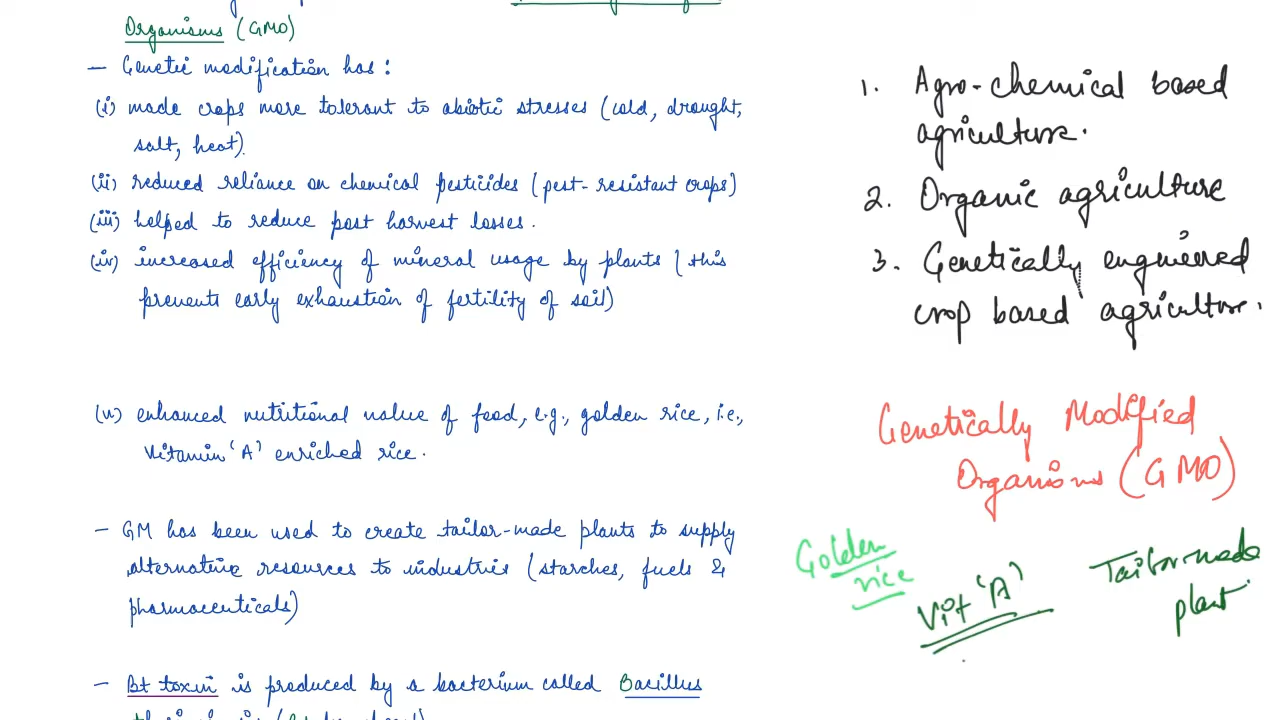 Organisms (GMO)
— Genetic modification has :
(i) made crops more tolerant to abiotic stresses (cold, drought,
salt, heat).
(ii) reduced reliance on chemical pesticides (pest-resistant crops)
(iii) helped to reduce post harvest losses.
(iv) increased efficiency of mineral usage by plants (this
prevents early exhaustion of fertility of soil)
(v) enhanced nutritional value of food, e.g., golden rice, i.e.,
Vitamin 'A' enriched rice.
— GM has been used to create tailor-made plants to supply
alternative resources to industries (starches, fuels &
pharmaceuticals)
— Bt toxin is produced by a bacterium called Bacillus
1. Agro-chemical based
agriculture.
2. Organic agriculture
3. Genetically engineered
crop based agriculture.
Genetically Modified
Organisms (GMO)
Golden
rice
Vit 'A'
Tailor-made
plant